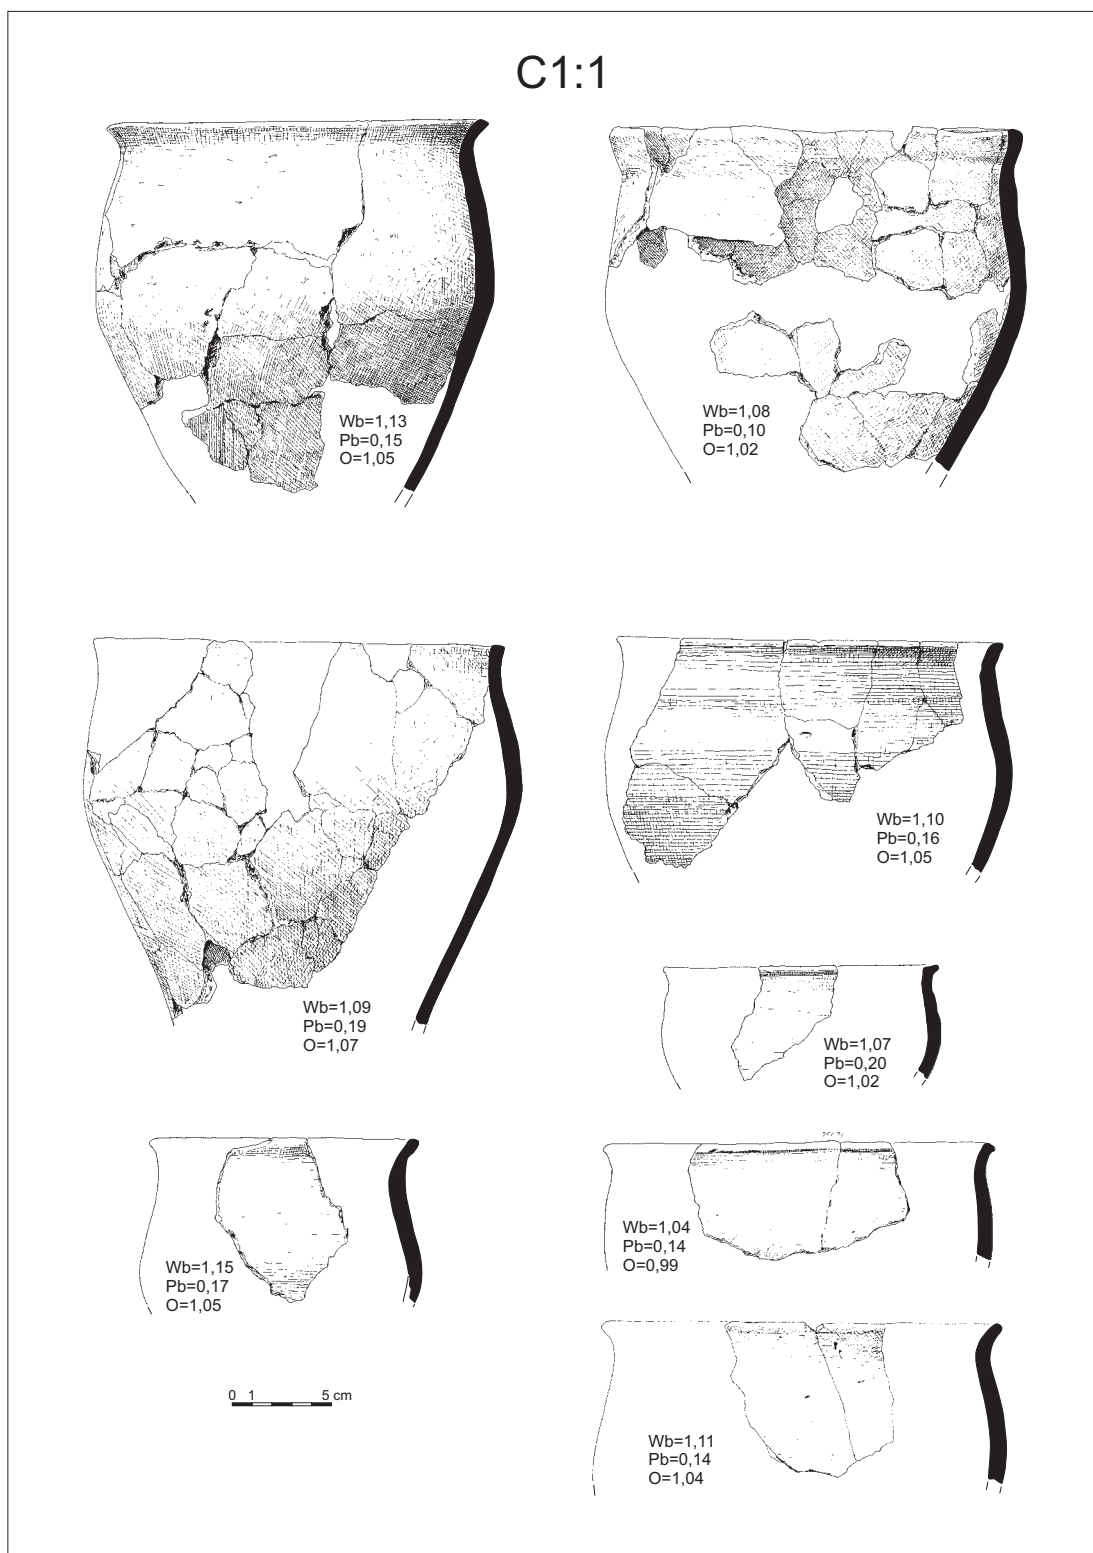 C1:1
Wb=1,13
Pb=0,15
O=1,05
Wb=1,08
Pb=0,10
O=1,02
Wb=1,09
Pb=0,19
O=1,07
Wb=1,10
Pb=0,16
O=1,05
Wb=1,07
Pb=0,20
O=1,02
Wb=1,15
Pb=0,17
O=1,05
Wb=1,04
Pb=0,14
O=0,99
0 1 5 cm
Wb=1,11
Pb=0,14
O=1,04